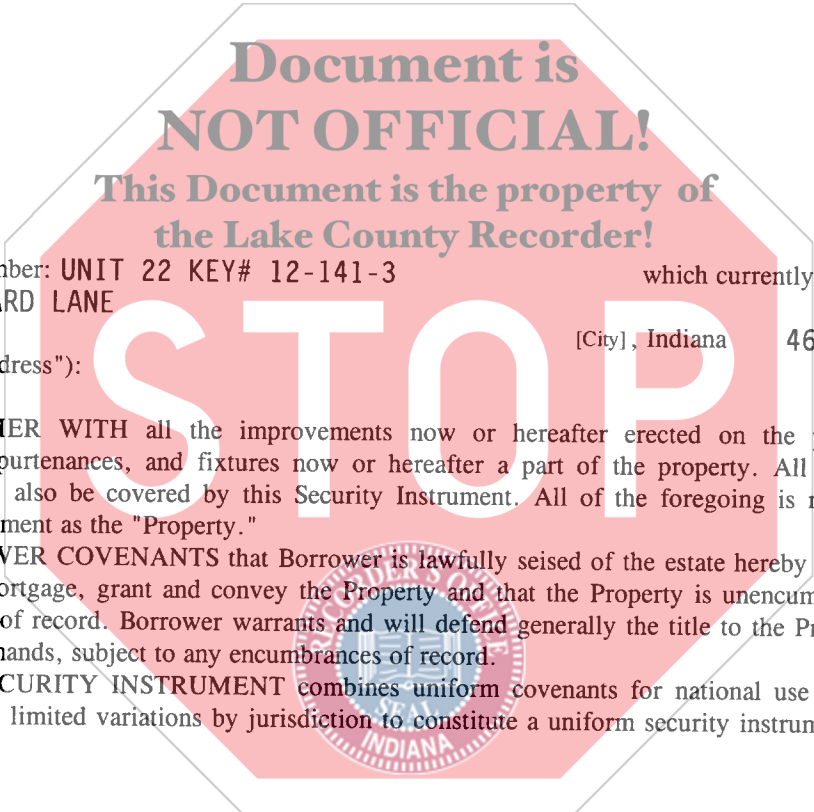 Document is
NOT OFFICIAL!
This Document is the property of
the Lake County Recorder!
nber: UNIT 22 KEY# 12-141-3 which currently
RD LANE
[City], Indiana 46
dress"):
STOP
ER WITH all the improvements now or hereafter erected on the
purtenances, and fixtures now or hereafter a part of the property. All
also be covered by this Security Instrument. All of the foregoing is
ment as the "Property."
VER COVENANTS that Borrower is lawfully seised of the estate hereby
ortgage, grant and convey the Property and that the Property is unencum
of record. Borrower warrants and will defend generally the title to the Pr
nands, subject to any encumbrances of record.
CURITY INSTRUMENT combines uniform covenants for national use
limited variations by jurisdiction to constitute a uniform security instrum
RECORDER'S OFFICE
SEAL
INDIANA